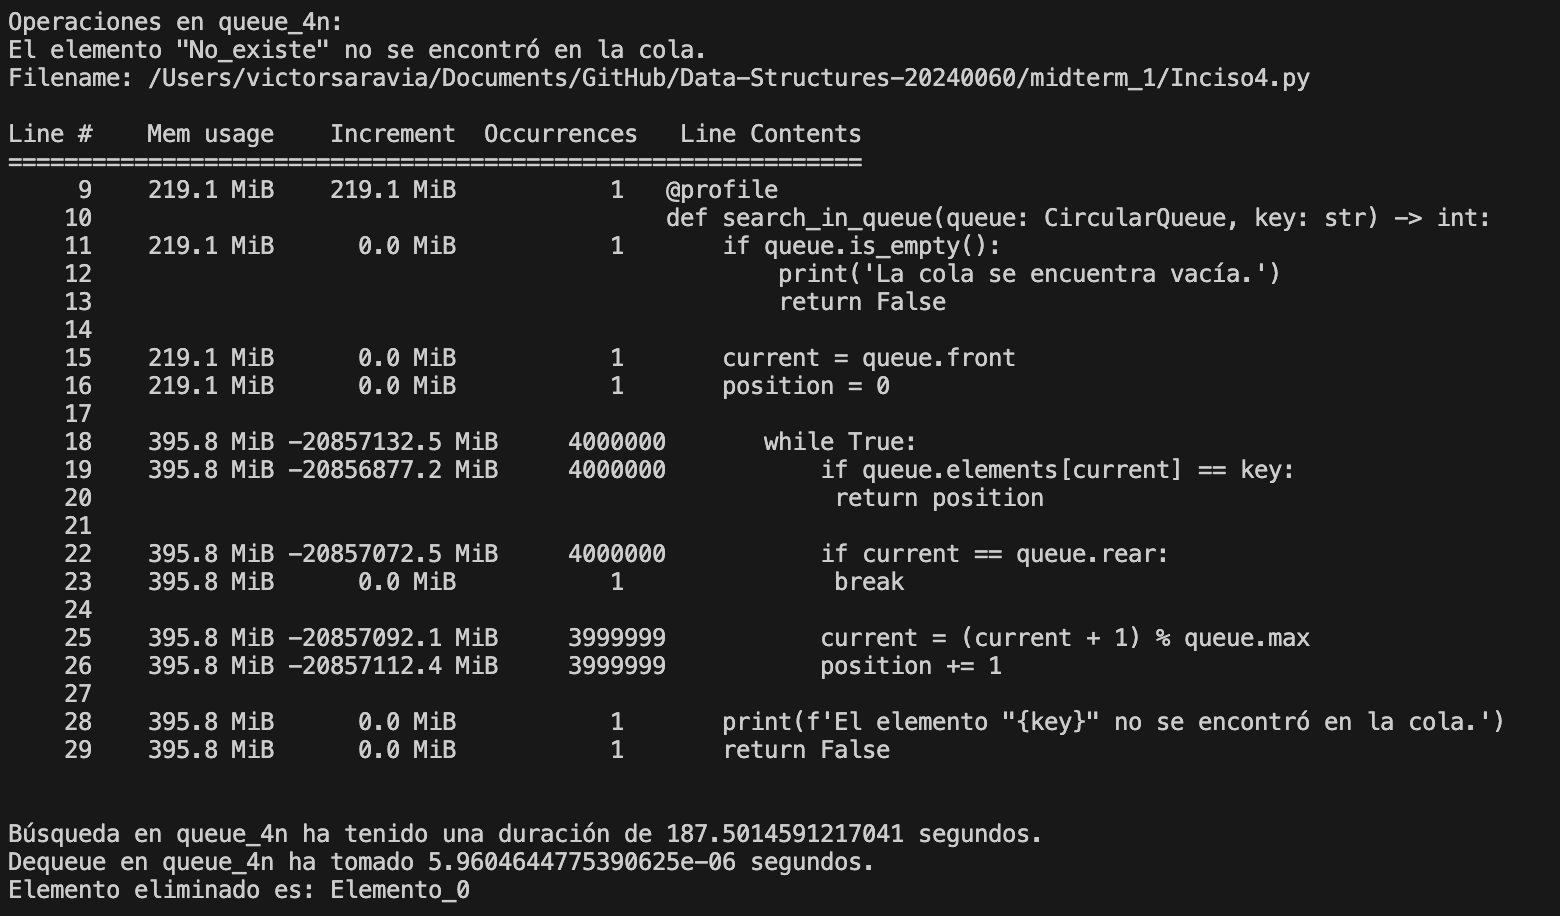 Operaciones en queue_4n:
El elemento "No_existe" no se encontró en la cola.
Filename: /Users/victorsaravia/Documents/GitHub/Data-Structures-20240060/midterm_1/Inciso4.py
Line #    Mem usage    Increment  Occurrences   Line Contents
=============================================================
     9    219.1 MiB    219.1 MiB           1   @profile
    10                                         def search_in_queue(queue: CircularQueue, key: str) -> int:
    11    219.1 MiB      0.0 MiB           1       if queue.is_empty():
    12                                                 print('La cola se encuentra vacía.')
    13                                                 return False
    14
    15    219.1 MiB      0.0 MiB           1       current = queue.front
    16    219.1 MiB      0.0 MiB           1       position = 0
    17
    18    395.8 MiB -20857132.5 MiB     4000000       while True:
    19    395.8 MiB -20856877.2 MiB     4000000           if queue.elements[current] == key:
    20                                                     return position
    21
    22    395.8 MiB -20857072.5 MiB     4000000           if current == queue.rear:
    23    395.8 MiB      0.0 MiB           1               break
    24
    25    395.8 MiB -20857092.1 MiB     3999999           current = (current + 1) % queue.max
    26    395.8 MiB -20857112.4 MiB     3999999           position += 1
    27
    28    395.8 MiB      0.0 MiB           1       print(f'El elemento "{key}" no se encontró en la cola.')
    29    395.8 MiB      0.0 MiB           1       return False
Búsqueda en queue_4n ha tenido una duración de 187.5014591217041 segundos.
Dequeue en queue_4n ha tomado 5.9604644775390625e-06 segundos.
Elemento eliminado es: Elemento_0